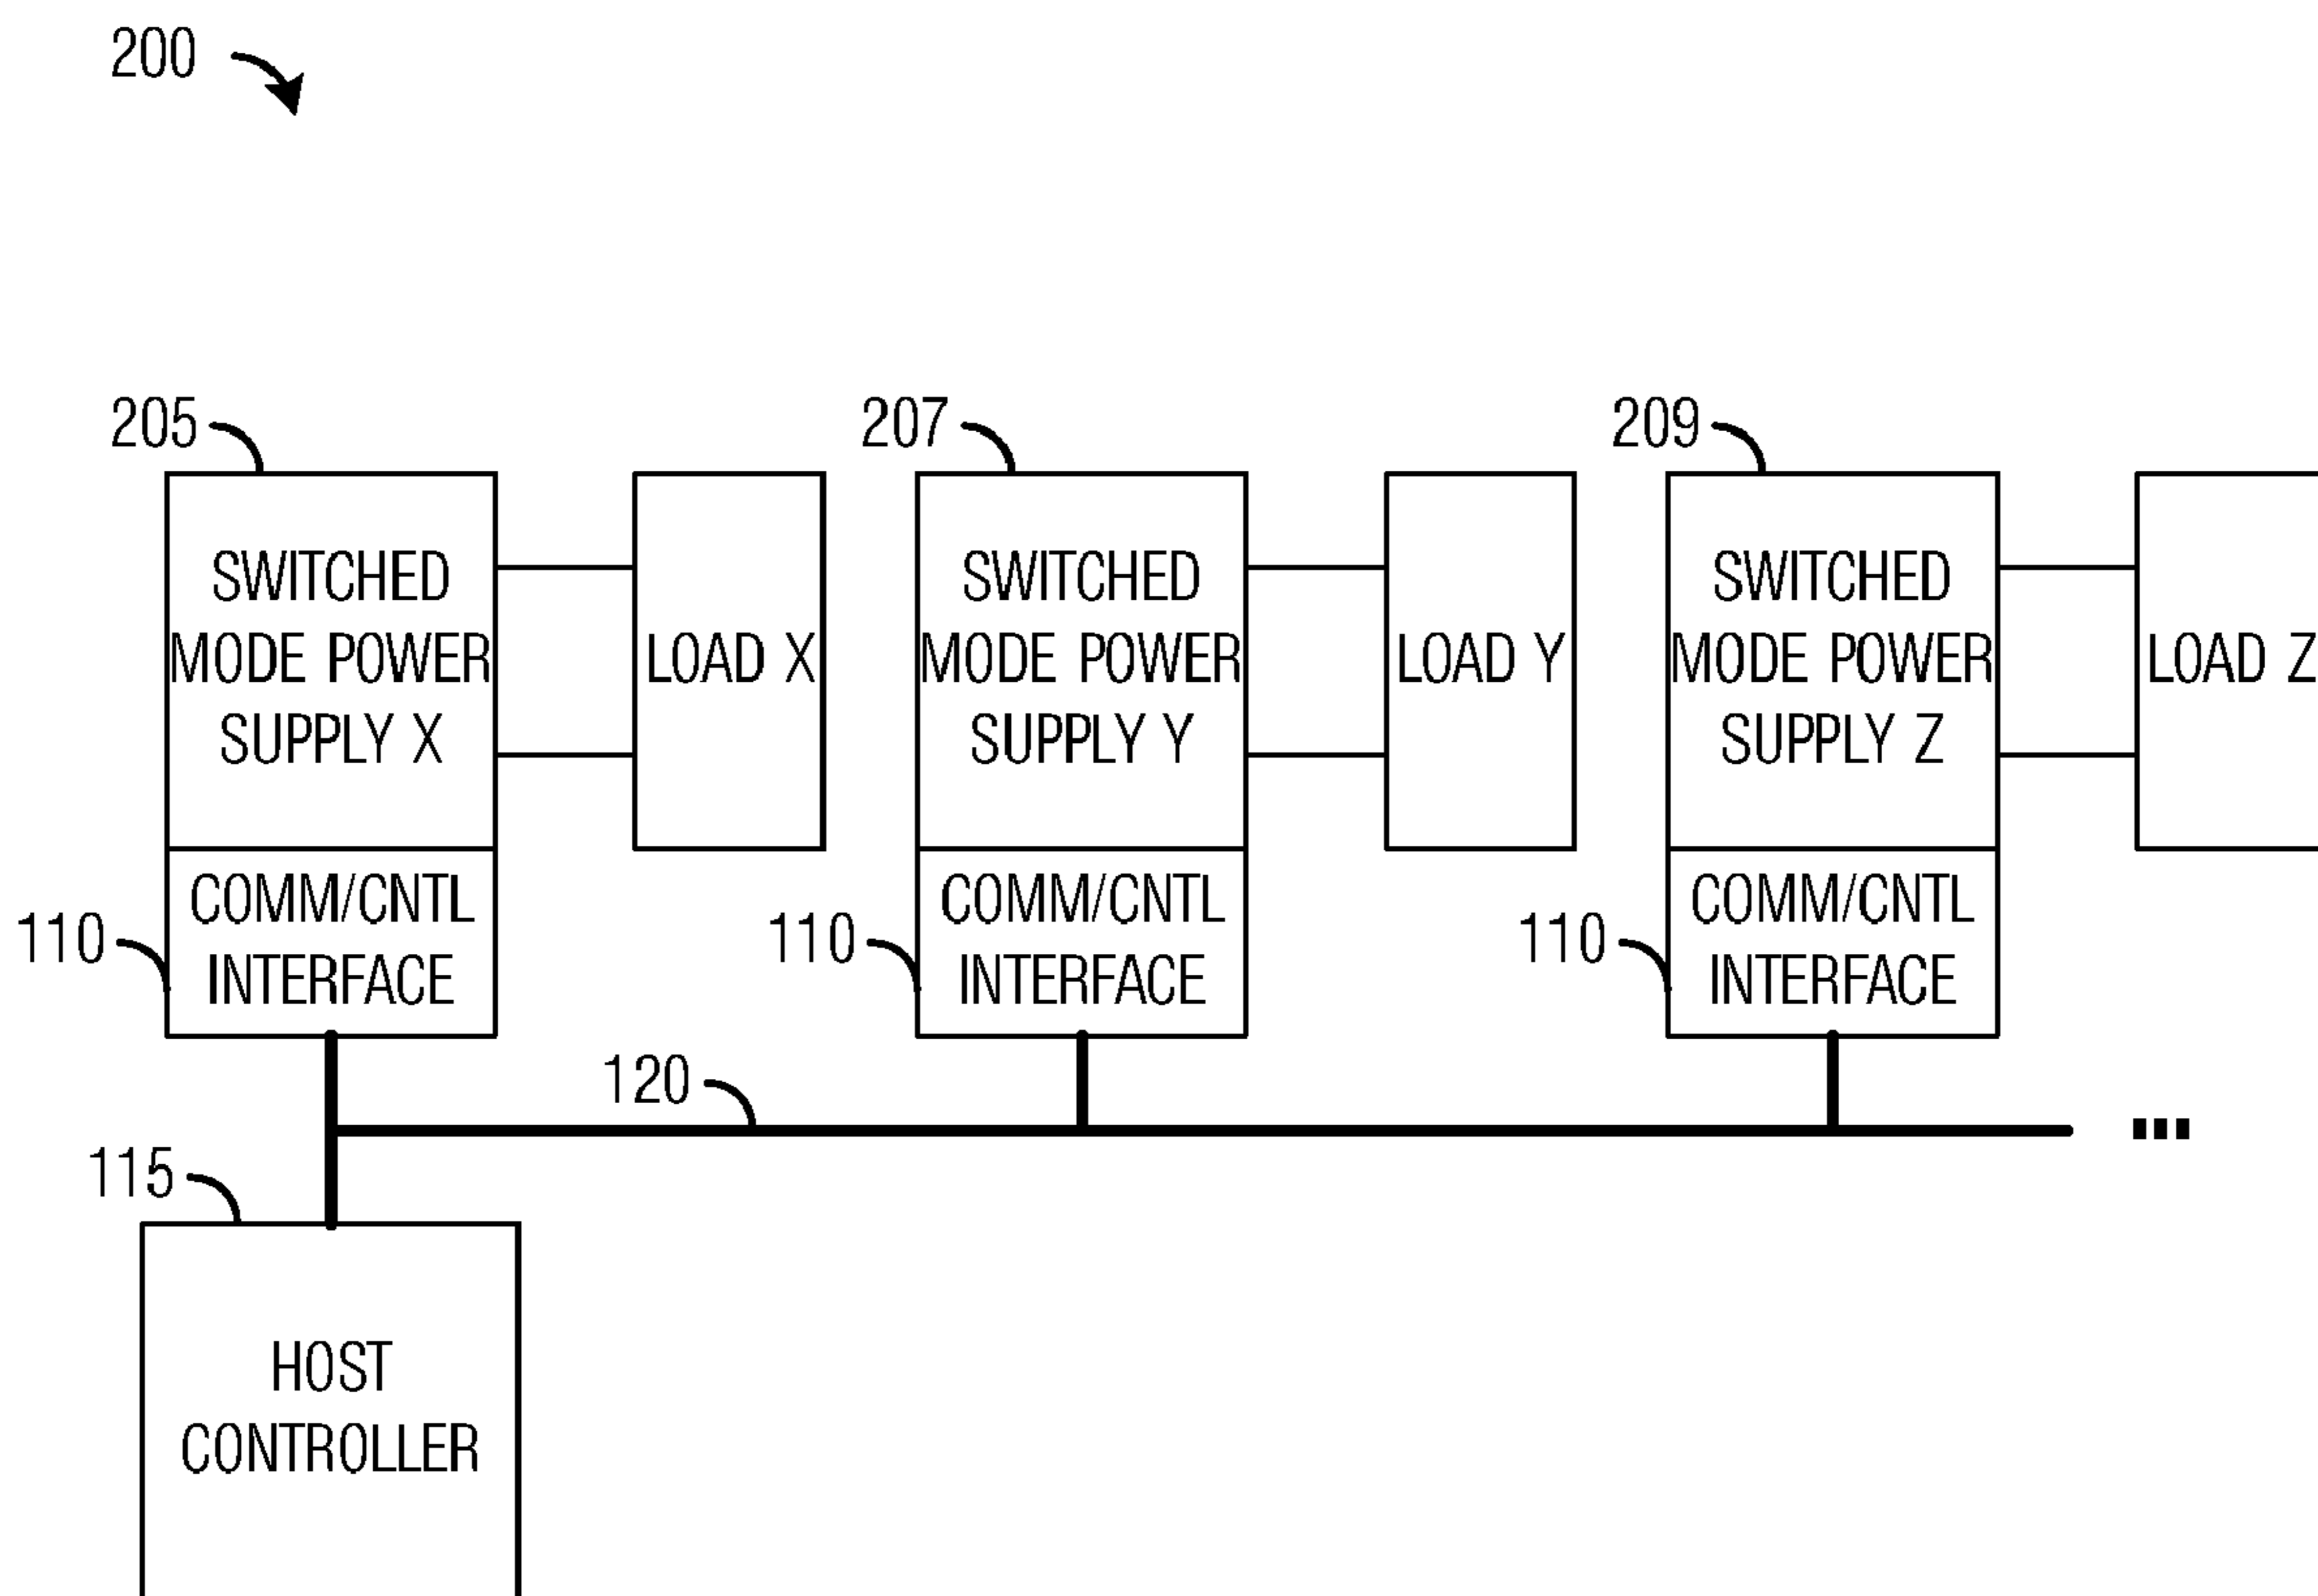 200
205
207
209
SWITCHED
MODE POWER
SUPPLY X
LOAD X
SWITCHED
MODE POWER
SUPPLY Y
LOAD Y
SWITCHED
MODE POWER
SUPPLY Z
LOAD Z
110
COMM/CNTL
INTERFACE
110
COMM/CNTL
INTERFACE
110
COMM/CNTL
INTERFACE
120
...
115
HOST
CONTROLLER